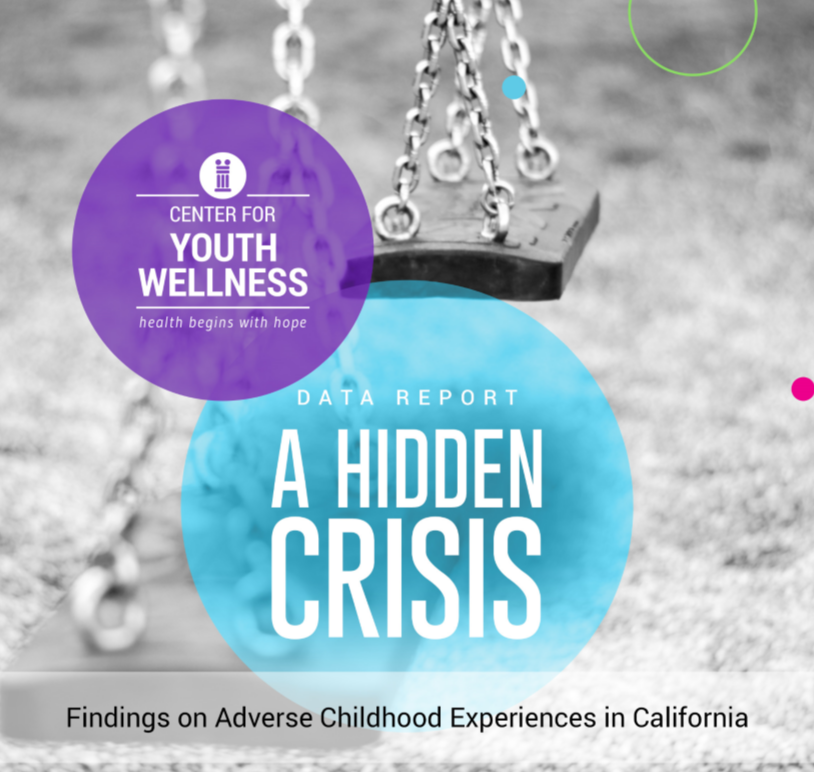 CENTER FOR
YOUTH
WELLNESS
health begins with hope
DATA REPORT
A HIDDEN
CRISIS
Findings on Adverse Childhood Experiences in California